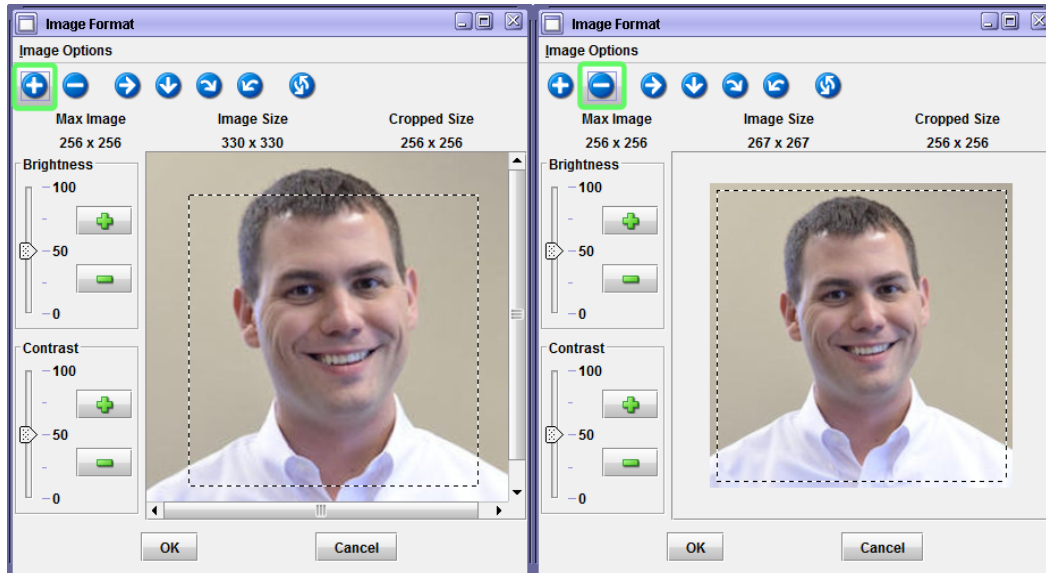 Image Format
Image Options
Max Image Image Size Cropped Size
256 x 256 330 x 330 256 x 256
Brightness
100
50
0
Contrast
100
50
0
OK Cancel
Image Format
Image Options
Max Image Image Size Cropped Size
256 x 256 267 x 267 256 x 256
Brightness
100
50
0
Contrast
100
50
0
OK Cancel